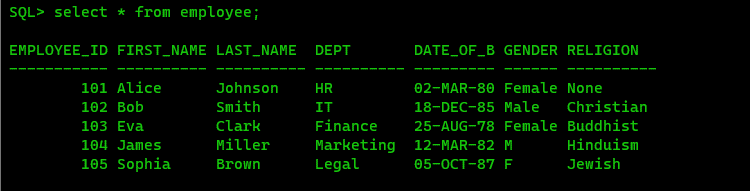 SQL> select * from employee;
EMPLOYEE_ID FIRST_NAME LAST_NAME  DEPT       DATE_OF_B GENDER RELIGION
----------- ---------- ---------- ---------- --------- ------ ----------
        101 Alice      Johnson    HR         02-MAR-80 Female None
        102 Bob        Smith      IT         18-DEC-85 Male   Christian
        103 Eva        Clark      Finance    25-AUG-78 Female Buddhist
        104 James      Miller     Marketing  12-MAR-82 M      Hinduism
        105 Sophia     Brown      Legal      05-OCT-87 F      Jewish